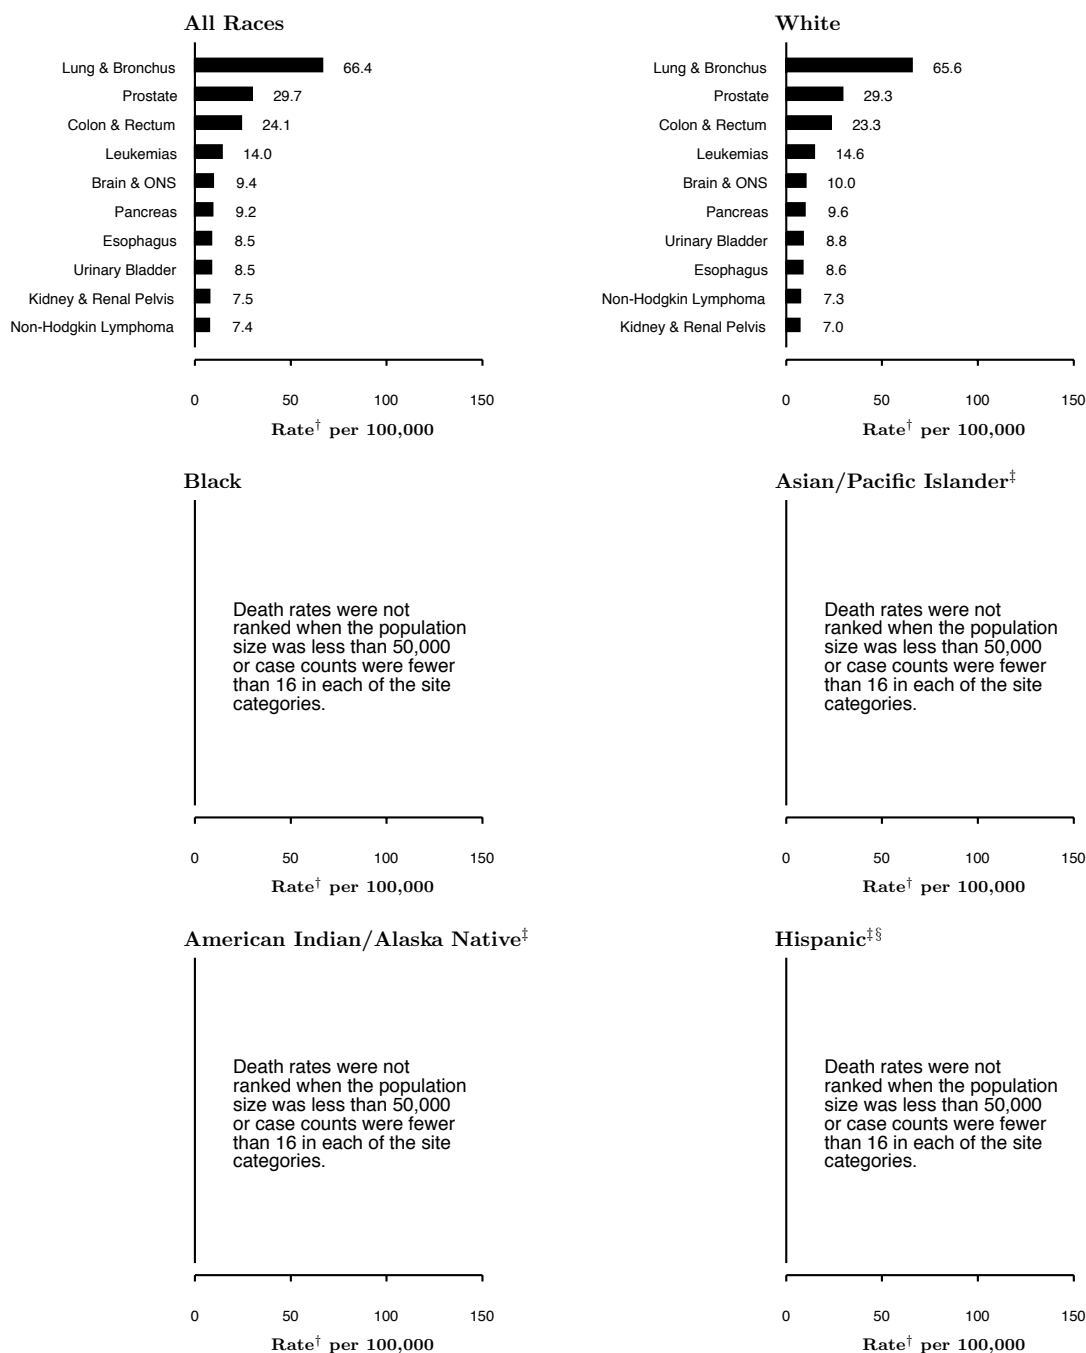 All Races
Lung & Bronchus 66.4
Prostate 29.7
Colon & Rectum 24.1
Leukemias 14.0
Brain & ONS 9.4
Pancreas 9.2
Esophagus 8.5
Urinary Bladder 8.5
Kidney & Renal Pelvis 7.5
Non-Hodgkin Lymphoma 7.4
0 50 100 150
Rate† per 100,000
White
Lung & Bronchus 65.6
Prostate 29.3
Colon & Rectum 23.3
Leukemias 14.6
Brain & ONS 10.0
Pancreas 9.6
Urinary Bladder 8.8
Esophagus 8.6
Non-Hodgkin Lymphoma 7.3
Kidney & Renal Pelvis 7.0
0 50 100 150
Rate† per 100,000
Black
Death rates were not
ranked when the population
size was less than 50,000
or case counts were fewer
than 16 in each of the site
categories.
0 50 100 150
Rate† per 100,000
Asian/Pacific Islander‡
Death rates were not
ranked when the population
size was less than 50,000
or case counts were fewer
than 16 in each of the site
categories.
0 50 100 150
Rate† per 100,000
American Indian/Alaska Native‡
Death rates were not
ranked when the population
size was less than 50,000
or case counts were fewer
than 16 in each of the site
categories.
0 50 100 150
Rate† per 100,000
Hispanic‡§
Death rates were not
ranked when the population
size was less than 50,000
or case counts were fewer
than 16 in each of the site
categories.
0 50 100 150
Rate† per 100,000